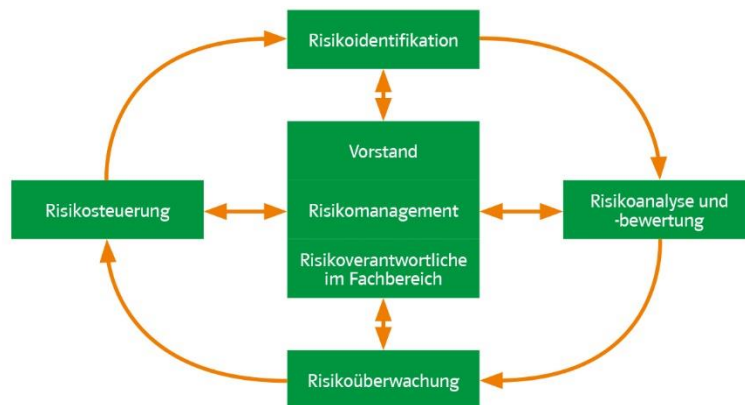 Risikoidentifikation
Vorstand
Risikosteuerung
Risikomanagement
Risikoanalyse und
-bewertung
Risikoverantwortliche
im Fachbereich
Risikoüberwachung